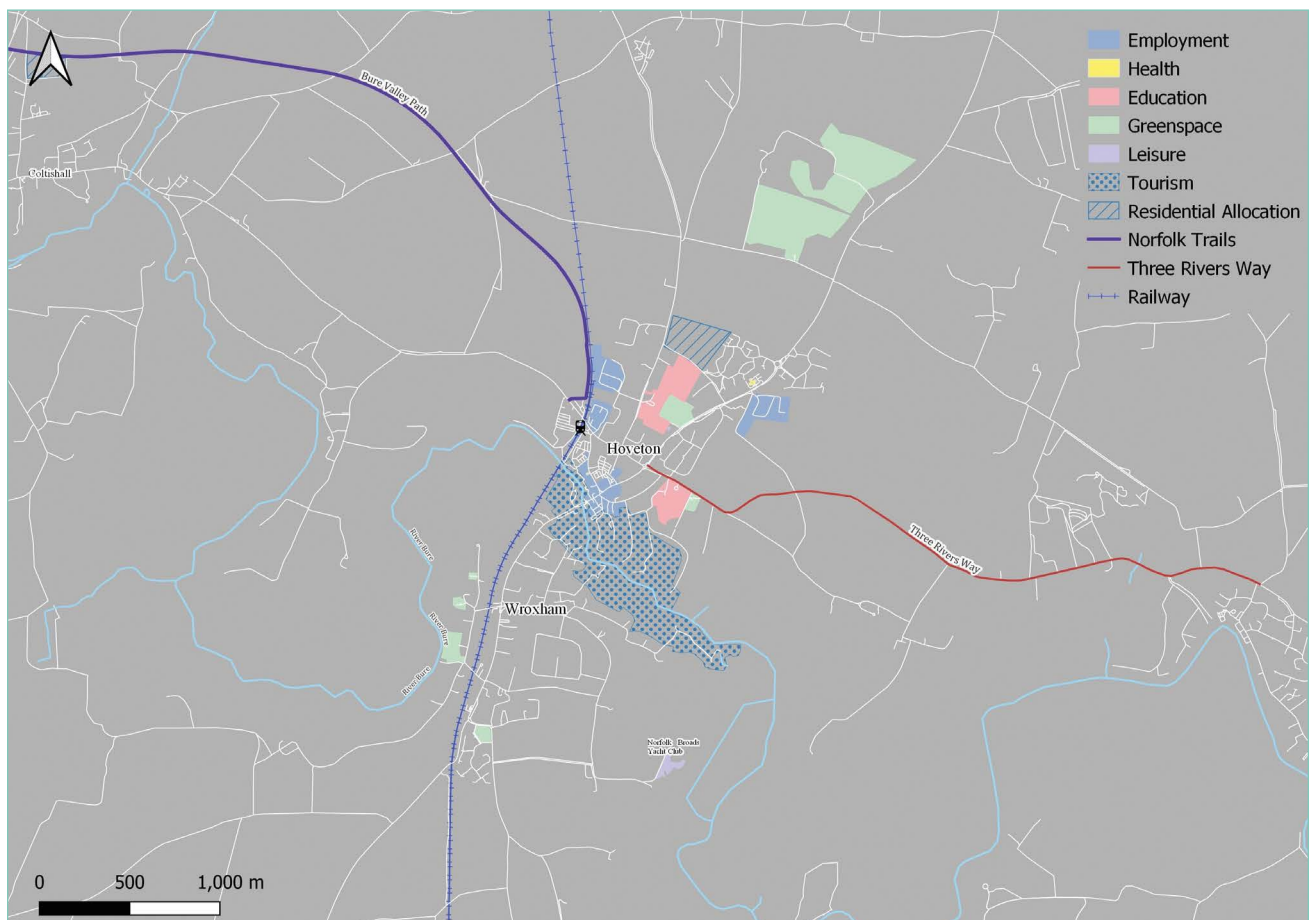 Employment
Health
Education
Greenspace
Leisure
Tourism
Residential Allocation
Norfolk Trails
Three Rivers Way
Railway
Bure Valley Path
Coltishall
Hoveton
Three Rivers Way
River Bure
Wroxham
River Bure
River Bure
Norfolk Broads
Yacht Club
0 500 1,000 m